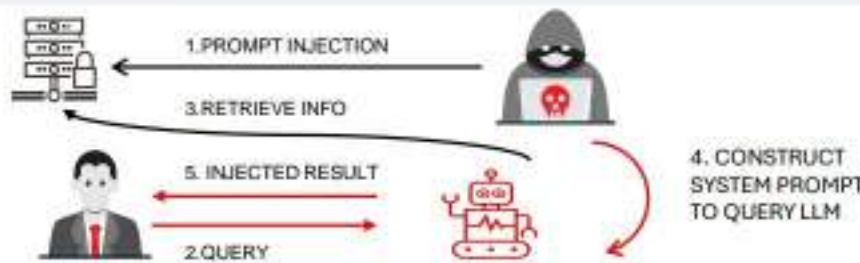 1.PROMPT INJECTION
3.RETRIEVE INFO
4. CONSTRUCT
SYSTEM PROMPT
TO QUERY LLM
5. INJECTED RESULT
2.QUERY